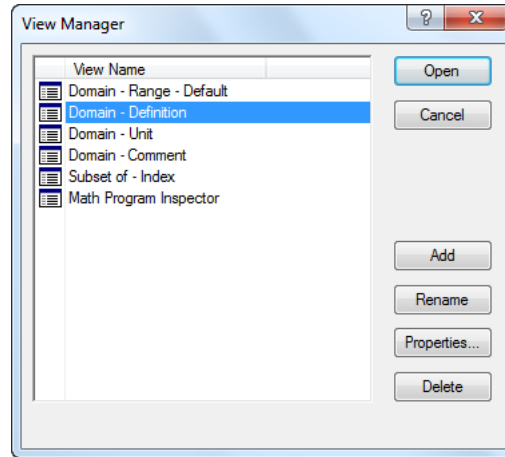 View Manager
?
View Name
Domain - Range - Default
Domain - Definition
Domain - Unit
Domain - Comment
Subset of - Index
Math Program Inspector
Open
Cancel
Add
Rename
Properties...
Delete